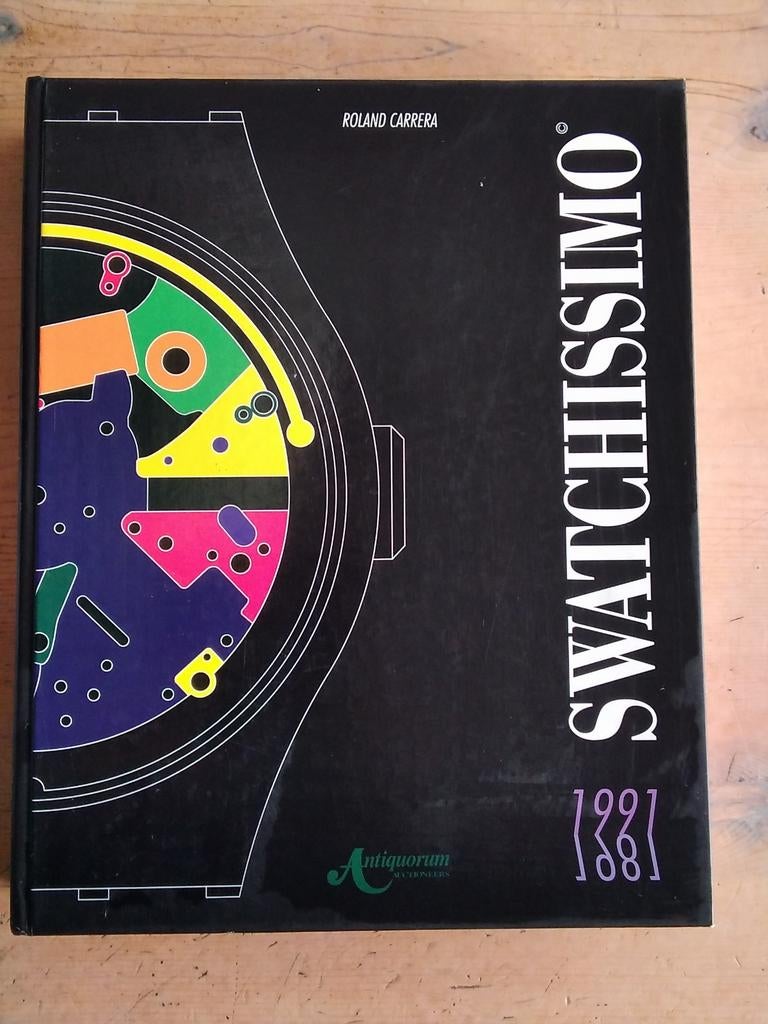 ROLAND CARRERA
SWATCHISSIMO©
1991
1981
Antiquorum
AUCTIONEERS